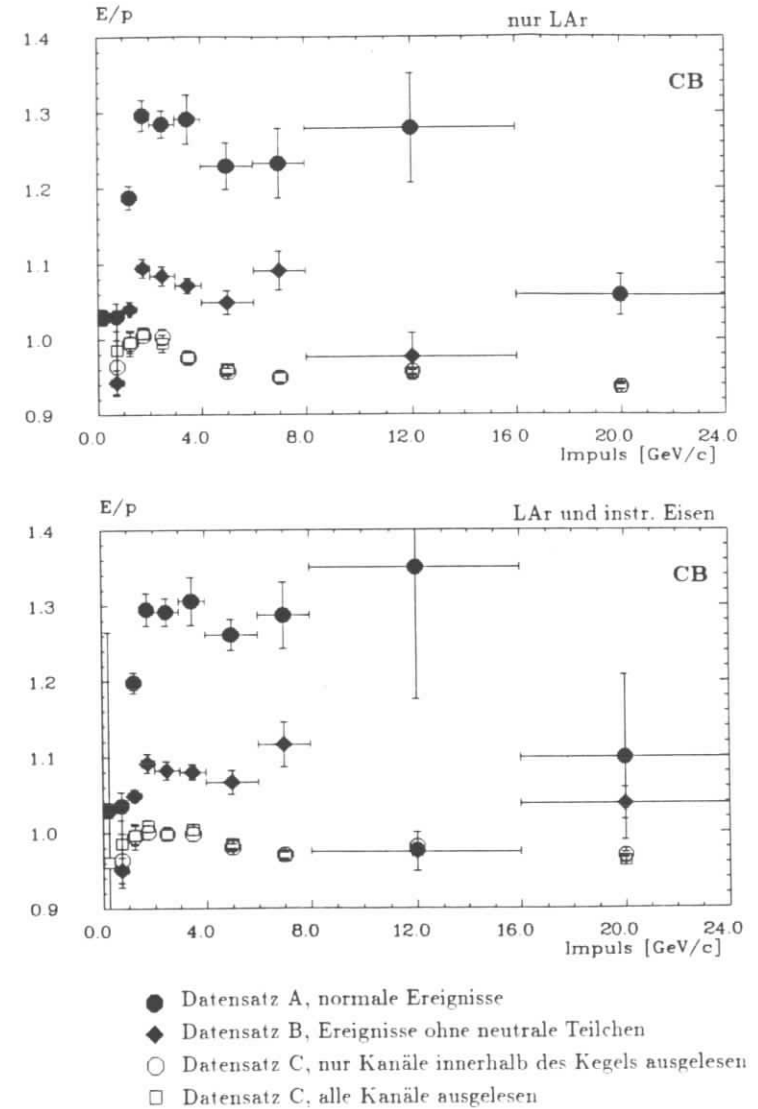 E/p
nur LAr
1.4
CB
1.3
1.2
1.1
1.0
0.9
0.0 4.0 8.0 12.0 16.0 20.0 24.0
Impuls [GeV/c]
E/p
LAr und instr. Eisen
1.4
CB
1.3
1.2
1.1
1.0
0.9
0.0 4.0 8.0 12.0 16.0 20.0 24.0
Impuls [GeV/c]
Datensatz A, normale Ereignisse
Datensatz B, Ereignisse ohne neutrale Teilchen
Datensatz C, nur Kanäle innerhalb des Kegels ausgelesen
Datensatz C, alle Kanäle ausgelesen